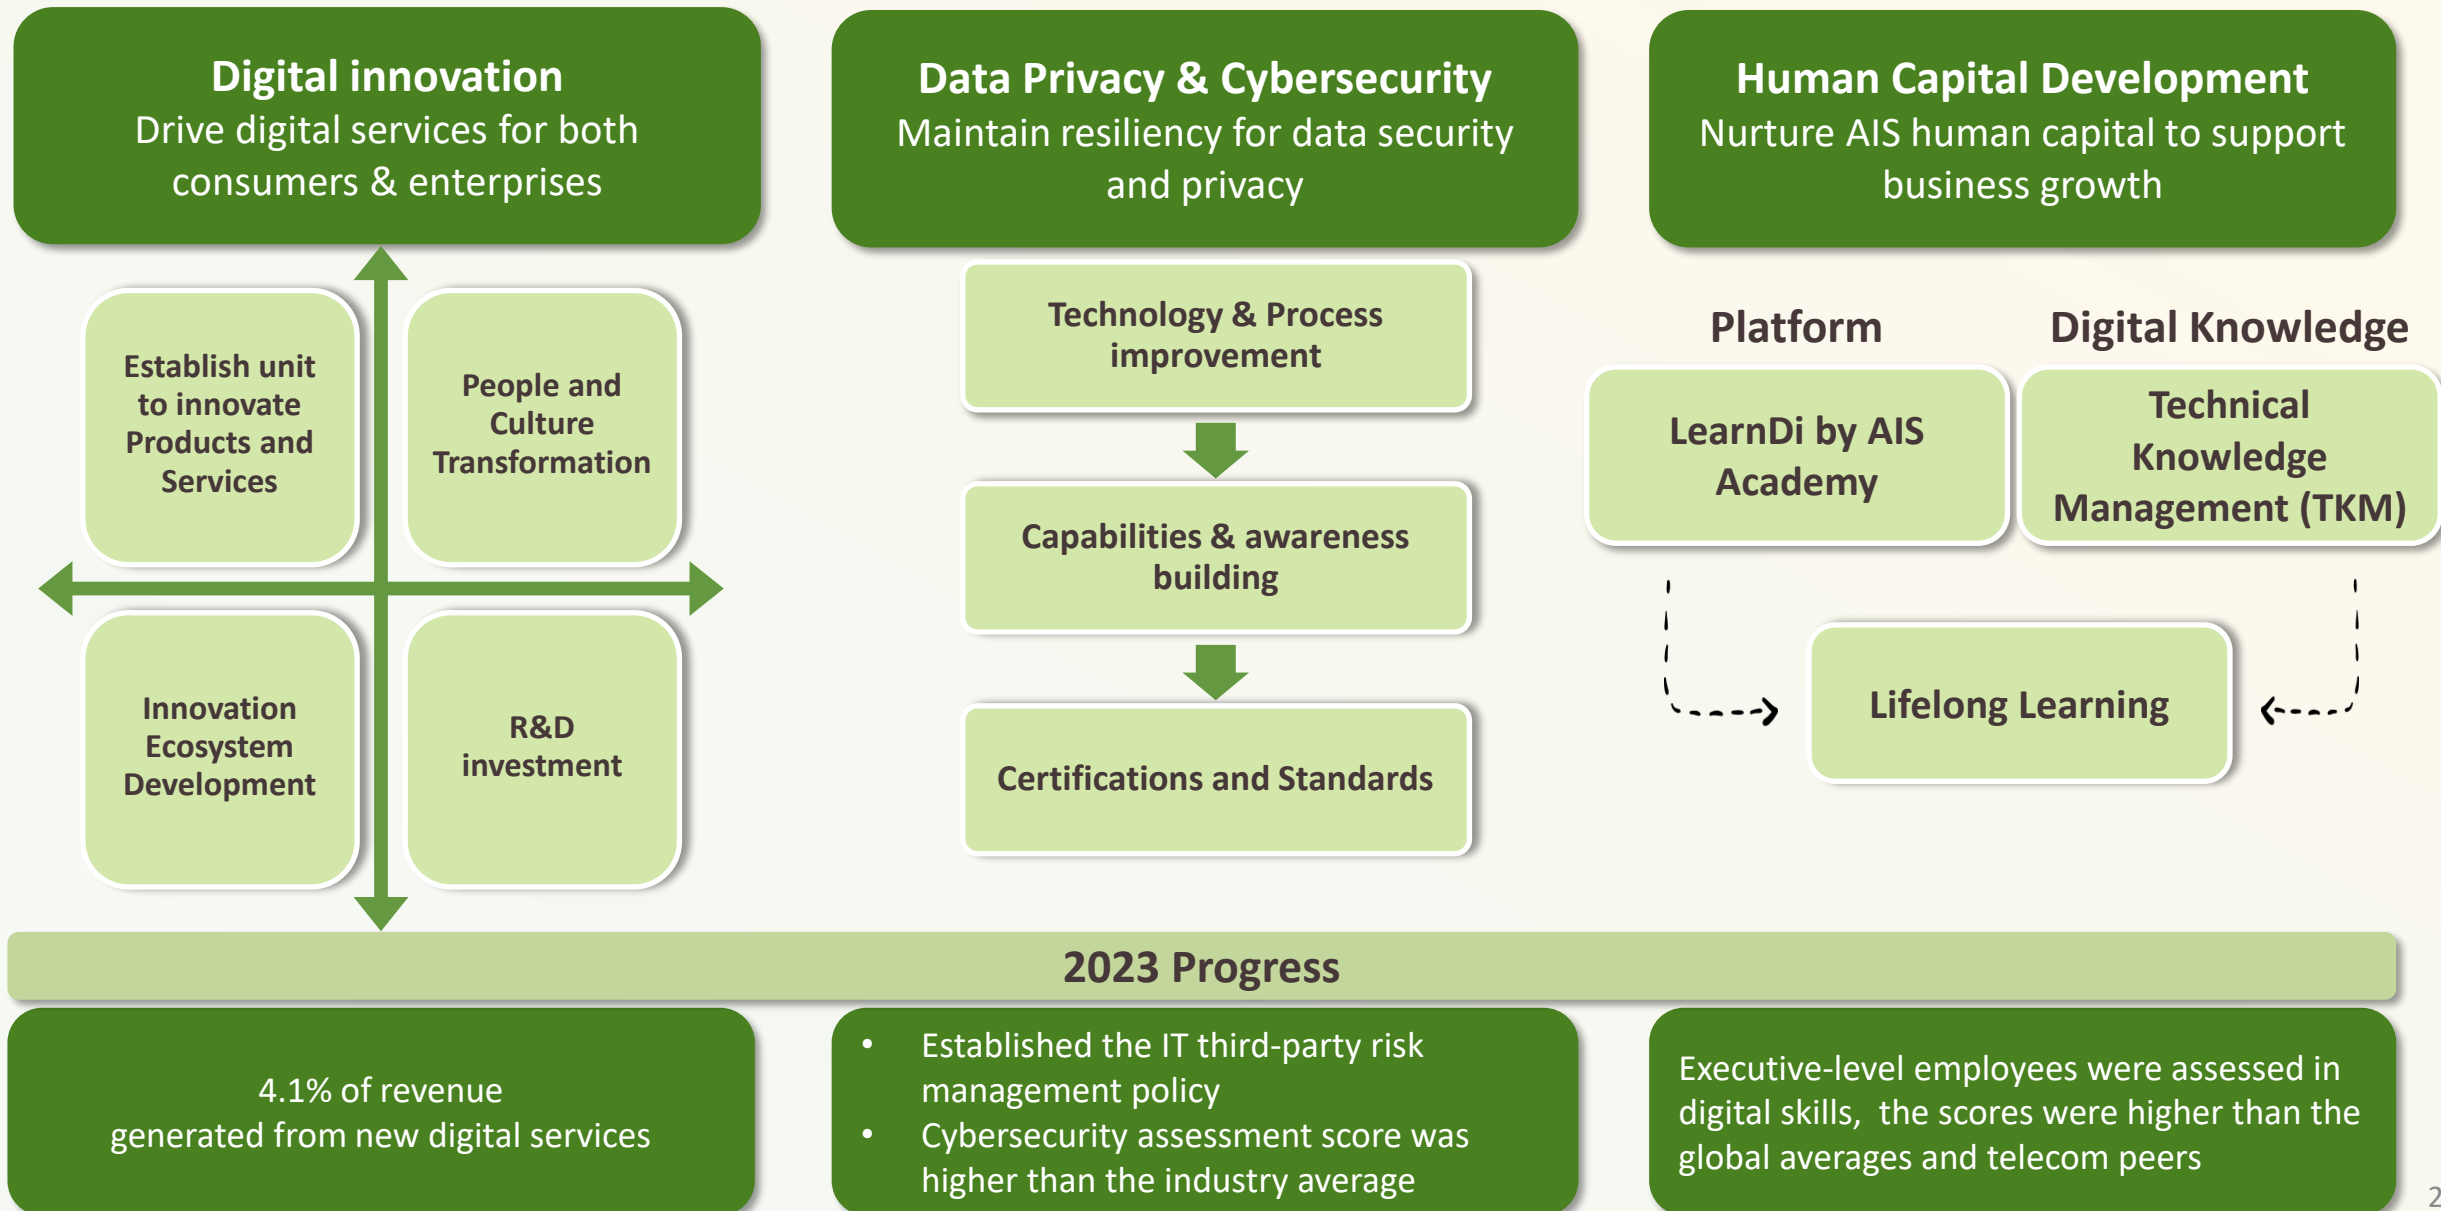 Digital innovation
Drive digital services for both
consumers & enterprises
Data Privacy & Cybersecurity
Maintain resiliency for data security
and privacy
Human Capital Development
Nurture AIS human capital to support
business growth
Establish unit
to innovate
Products and
Services
People and
Culture
Transformation
Innovation
Ecosystem
Development
R&D
investment
Technology & Process
improvement
Capabilities & awareness
building
Certifications and Standards
Platform
Digital Knowledge
LearnDi by AIS
Academy
Technical
Knowledge
Management (TKM)
Lifelong Learning
2023 Progress
4.1% of revenue
generated from new digital services
• Established the IT third-party risk
management policy
• Cybersecurity assessment score was
higher than the industry average
Executive-level employees were assessed in
digital skills, the scores were higher than the
global averages and telecom peers
2